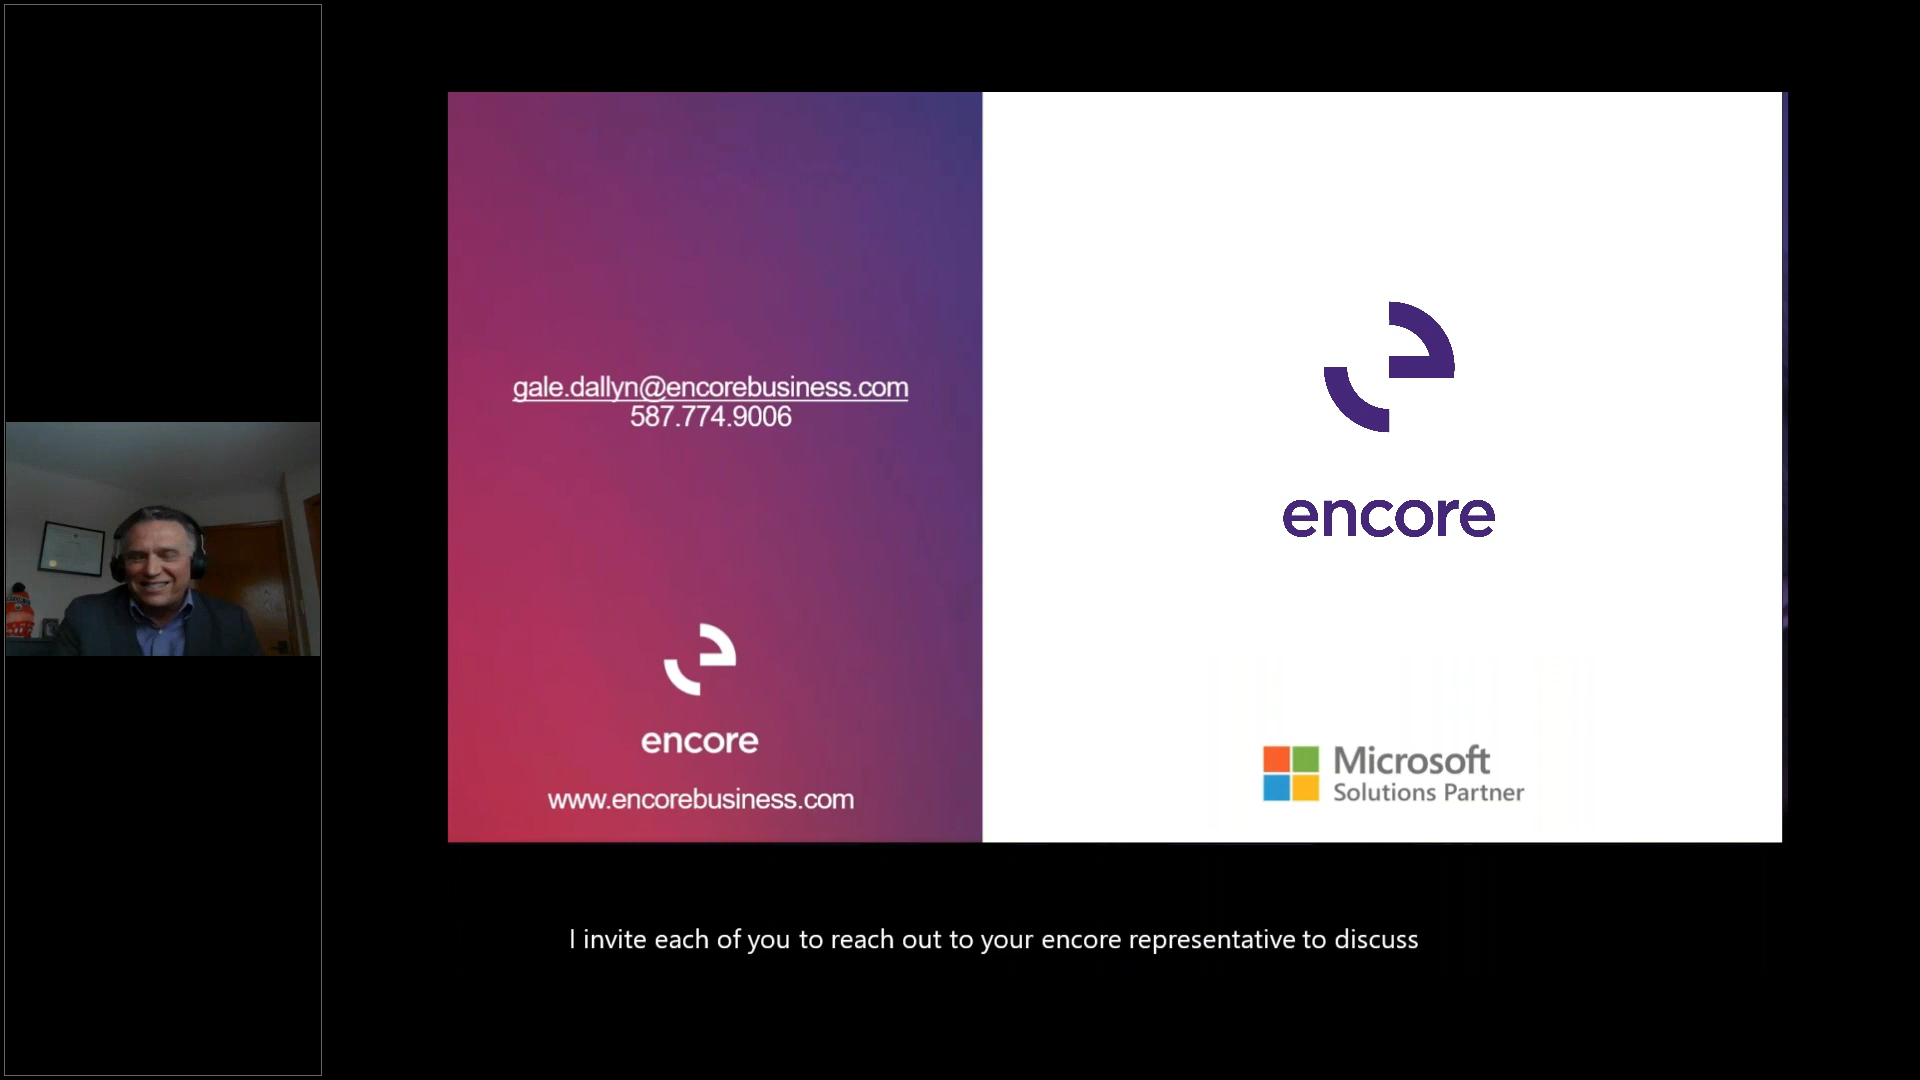 gale.dallyn@encorebusiness.com
587.774.9006
encore
www.encorebusiness.com
encore
Microsoft
Solutions Partner
I invite each of you to reach out to your encore representative to discuss